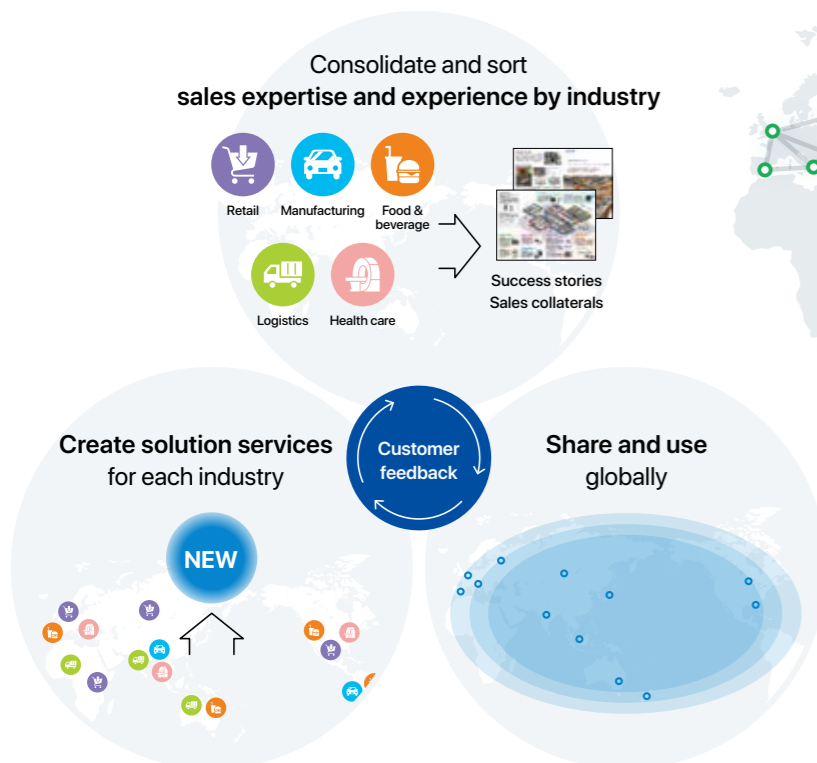 Consolidate and sort
sales expertise and experience by industry
Retail
Manufacturing
Food &
beverage
Logistics
Health care
Success stories
Sales collaterals
Customer
feedback
Create solution services
for each industry
NEW
Share and use
globally